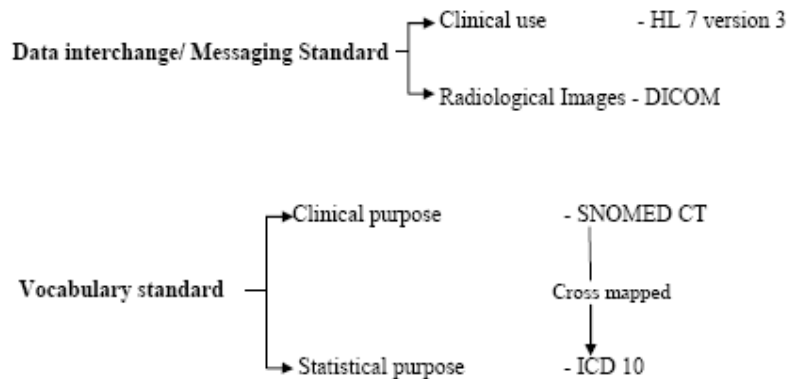 Clinical use - HL 7 version 3
Data interchange/ Messaging Standard
Radiological Images - DICOM
Clinical purpose - SNOMED CT
Vocabulary standard
Cross mapped
Statistical purpose - ICD 10